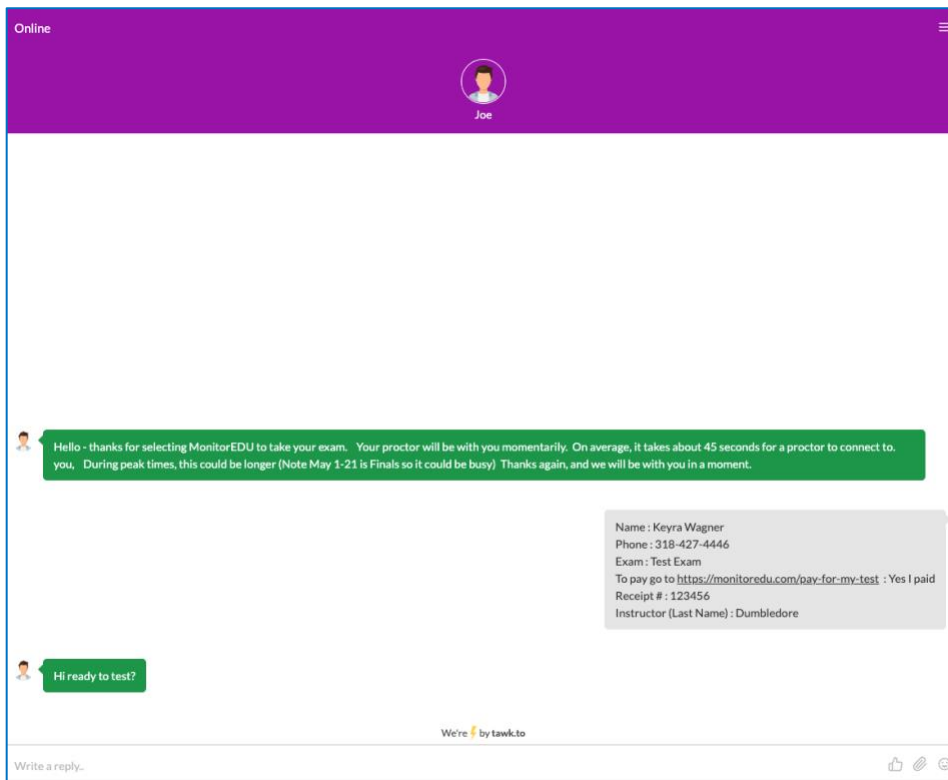 Online
Joe
Hello - thanks for selecting MonitorEDU to take your exam. Your proctor will be with you momentarily. On average, it takes about 45 seconds for a proctor to connect to.
you, During peak times, this could be longer (Note May 1-21 is Finals so it could be busy) Thanks again, and we will be with you in a moment.
Name : Keyra Wagner
Phone : 318-427-4446
Exam : Test Exam
To pay go to https://monitoredu.com/pay-for-my-test : Yes I paid
Receipt # : 123456
Instructor (Last Name) : Dumbledore
Hi ready to test?
We're by tawk.to
Write a reply..